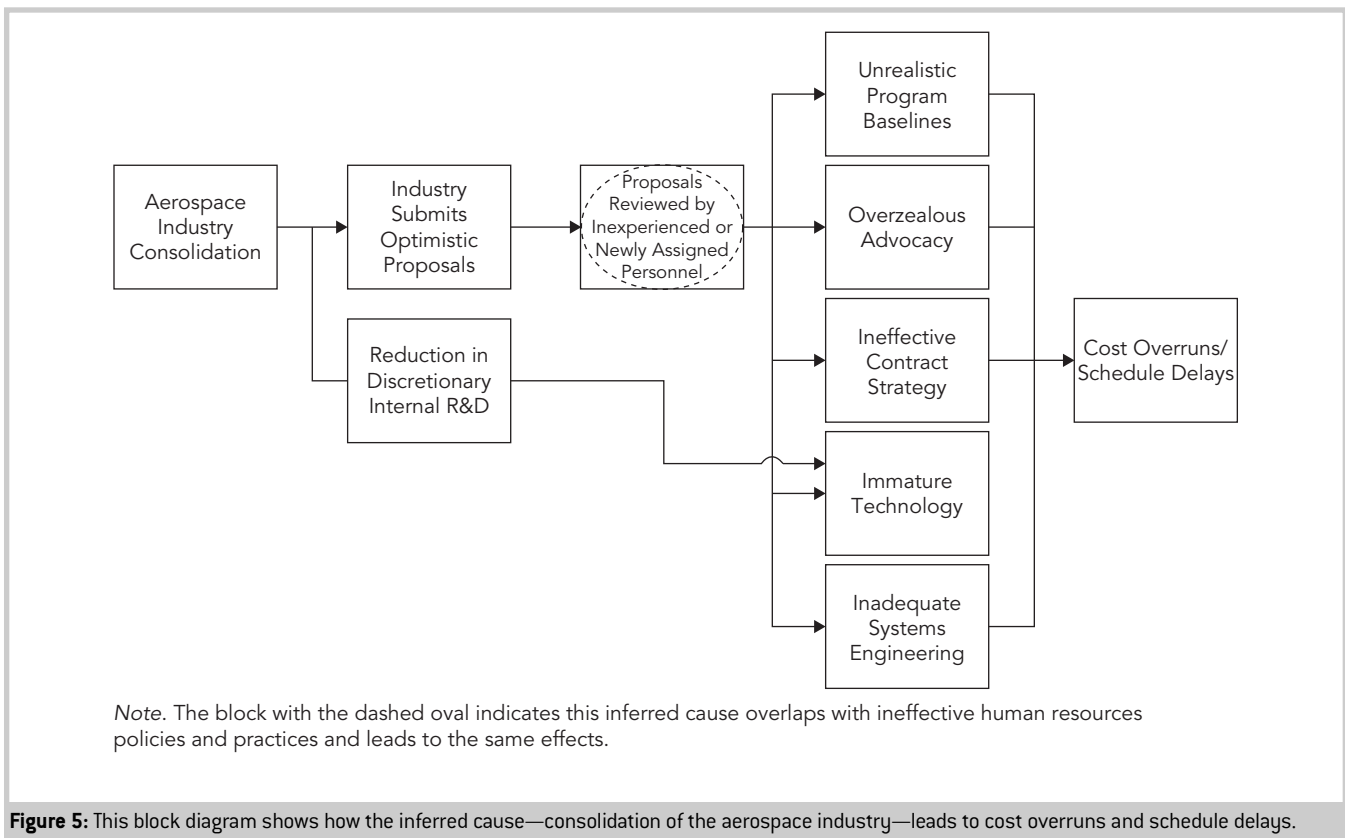 Aerospace
Industry
Consolidation
Industry
Submits
Optimistic
Proposals
Reduction in
Discretionary
Internal R&D
Proposals
Reviewed by
Inexperienced or
Newly Assigned
Personnel
Unrealistic
Program
Baselines
Overzealous
Advocacy
Ineffective
Contract
Strategy
Immature
Technology
Inadequate
Systems
Engineering
Cost Overruns/
Schedule Delays
Note. The block with the dashed oval indicates this inferred cause overlaps with ineffective human resources
policies and practices and leads to the same effects.
Figure 5: This block diagram shows how the inferred cause—consolidation of the aerospace industry—leads to cost overruns and schedule delays.